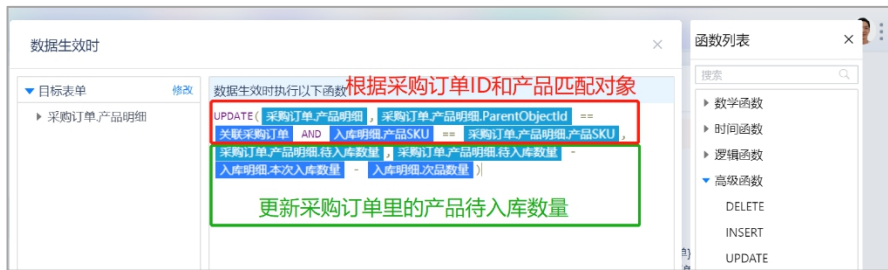 数据生效时
×
函数列表
×
目标表单
修改
采购订单.产品明细
数据生效时执行以下函数
根据采购订单ID和产品匹配对象
UPDATE( 采购订单.产品明细 , 采购订单.产品明细.ParentObjectId ==
关联采购订单 AND 入库明细.产品SKU == 采购订单.产品明细.产品SKU ,
采购订单.产品明细.待入库数量 , 采购订单.产品明细.待入库数量 -
入库明细.本次入库数量 - 入库明细.次品数量 )
更新采购订单里的产品待入库数量
搜索
数学函数
时间函数
逻辑函数
高级函数
DELETE
INSERT
UPDATE